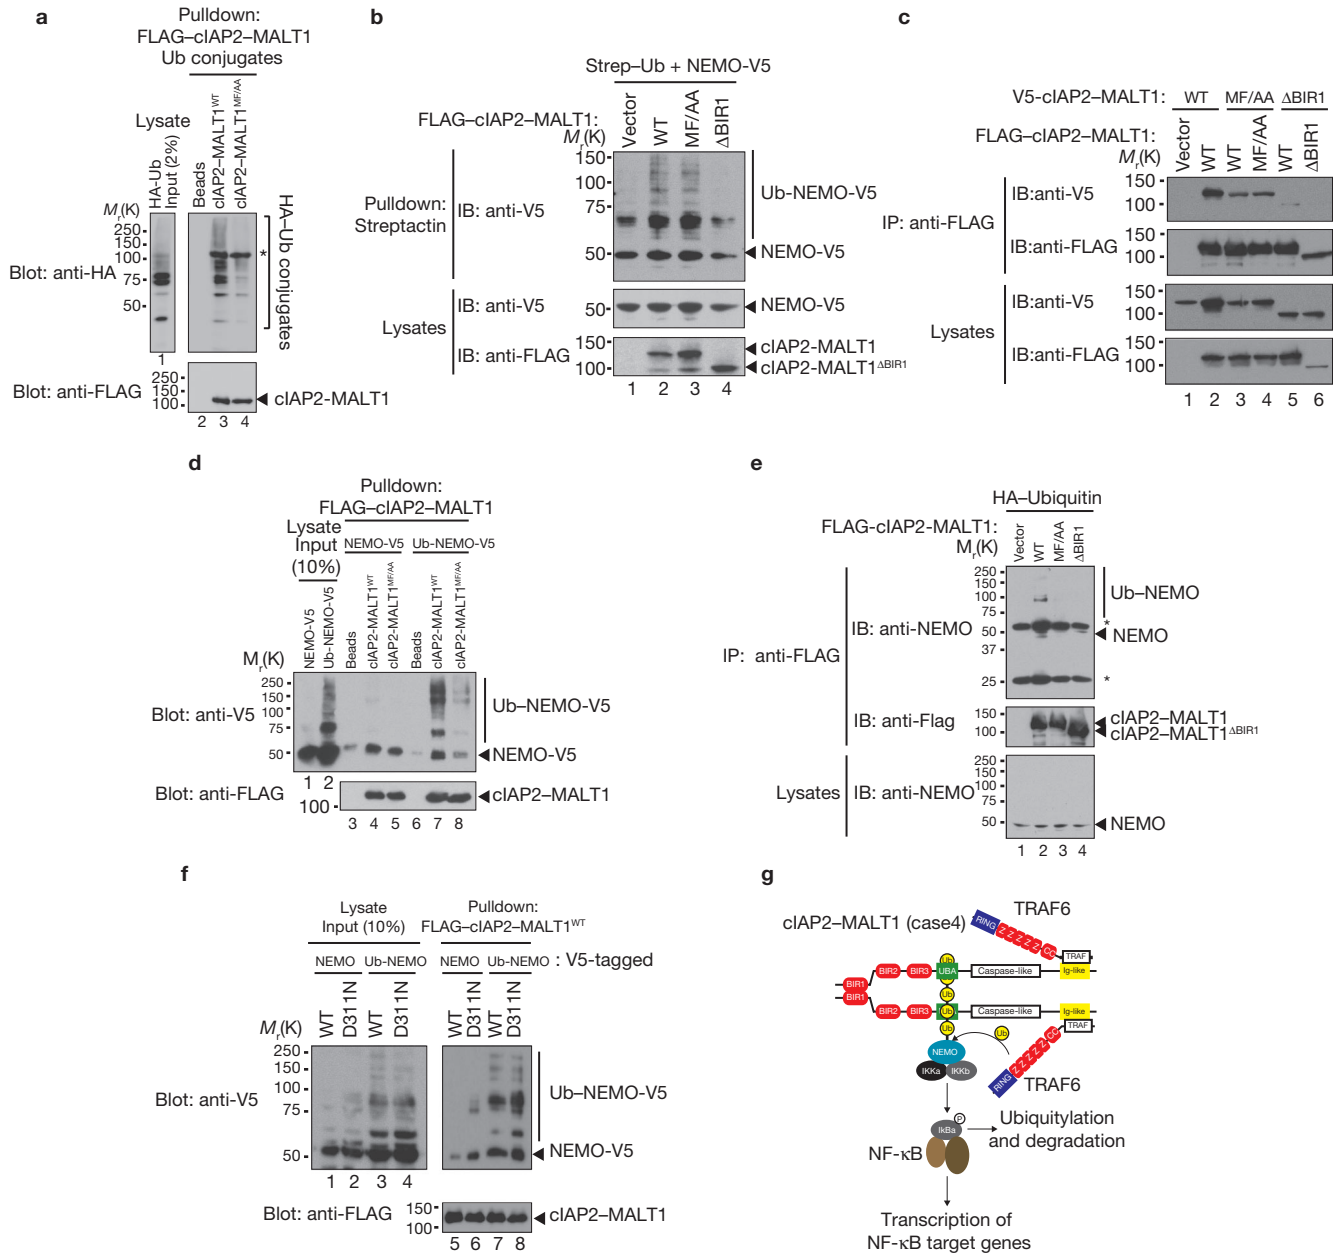 a
Pulldown:
FLAG–cIAP2–MALT1
Ub conjugates
Lysate
HA-Ub
Input (2%)
Beads
cIAP2–MALT1WT
cIAP2–MALT1MF/AA
Mr(K)
250
150
100
75
50
Blot: anti-HA
*
HA–Ub conjugates
1
Blot: anti-FLAG
250
150
100
cIAP2-MALT1
2 3 4
b
Strep–Ub + NEMO-V5
FLAG–cIAP2–MALT1:
Vector
WT
MF/AA
ΔBIR1
Mr(K)
150
100
75
50
Pulldown:
Streptactin
IB: anti-V5
Ub-NEMO-V5
NEMO-V5
Lysates
IB: anti-V5
50
NEMO-V5
IB: anti-FLAG
150
100
cIAP2-MALT1
cIAP2-MALT1ΔBIR1
1 2 3 4
c
V5-cIAP2–MALT1:
WT MF/AA ΔBIR1
FLAG–cIAP2–MALT1:
Vector
WT
WT
MF/AA
WT
ΔBIR1
Mr(K)
IP: anti-FLAG
IB:anti-V5
150
100
IB:anti-FLAG
150
100
Lysates
IB:anti-V5
150
100
IB:anti-FLAG
150
100
1 2 3 4 5 6
d
Pulldown:
FLAG–cIAP2–MALT1
Lysate
Input
(10%)
NEMO-V5 Ub-NEMO-V5
NEMO-V5
Ub-NEMO-V5
Beads
cIAP2-MALT1WT
cIAP2-MALT1MF/AA
Beads
cIAP2-MALT1WT
cIAP2-MALT1MF/AA
Mr(K)
250
150
100
75
50
Blot: anti-V5
Ub–NEMO-V5
NEMO-V5
1 2
Blot: anti-FLAG
100
cIAP2–MALT1
3 4 5 6 7 8
e
HA–Ubiquitin
FLAG-cIAP2-MALT1:
Vector
WT
MF/AA
ΔBIR1
Mr(K)
250
150
100
75
50
37
25
IP: anti-FLAG
IB: anti-NEMO
Ub–NEMO
*
NEMO
*
IB: anti-Flag
150
100
cIAP2–MALT1
cIAP2–MALT1ΔBIR1
Lysates
IB: anti-NEMO
250
150
100
75
50
NEMO
1 2 3 4
f
Lysate
Input (10%)
Pulldown:
FLAG–cIAP2–MALT1WT
NEMO Ub–NEMO NEMO Ub-NEMO : V5-tagged
WT
D311N
WT
D311N
WT
D311N
WT
D311N
Mr(K)
250
150
100
75
50
Blot: anti-V5
Ub–NEMO-V5
NEMO-V5
1 2 3 4
Blot: anti-FLAG
150
100
cIAP2–MALT1
5 6 7 8
g
cIAP2–MALT1 (case4)
TRAF6
RING
Z Z Z Z Z
CC
TRAF
Ub
BIR2 BIR3 UBA Caspase-like Ig-like
BIR1
Ub
BIR1
BIR2 BIR3 Ub Caspase-like Ig-like
Ub
Ub
TRAF
CC
Z Z Z Z Z
RING
NEMO
IKKa IKKb
TRAF6
P
IkBa
Ubiquitylation
and degradation
NF-κB
Transcription of
NF-κB target genes